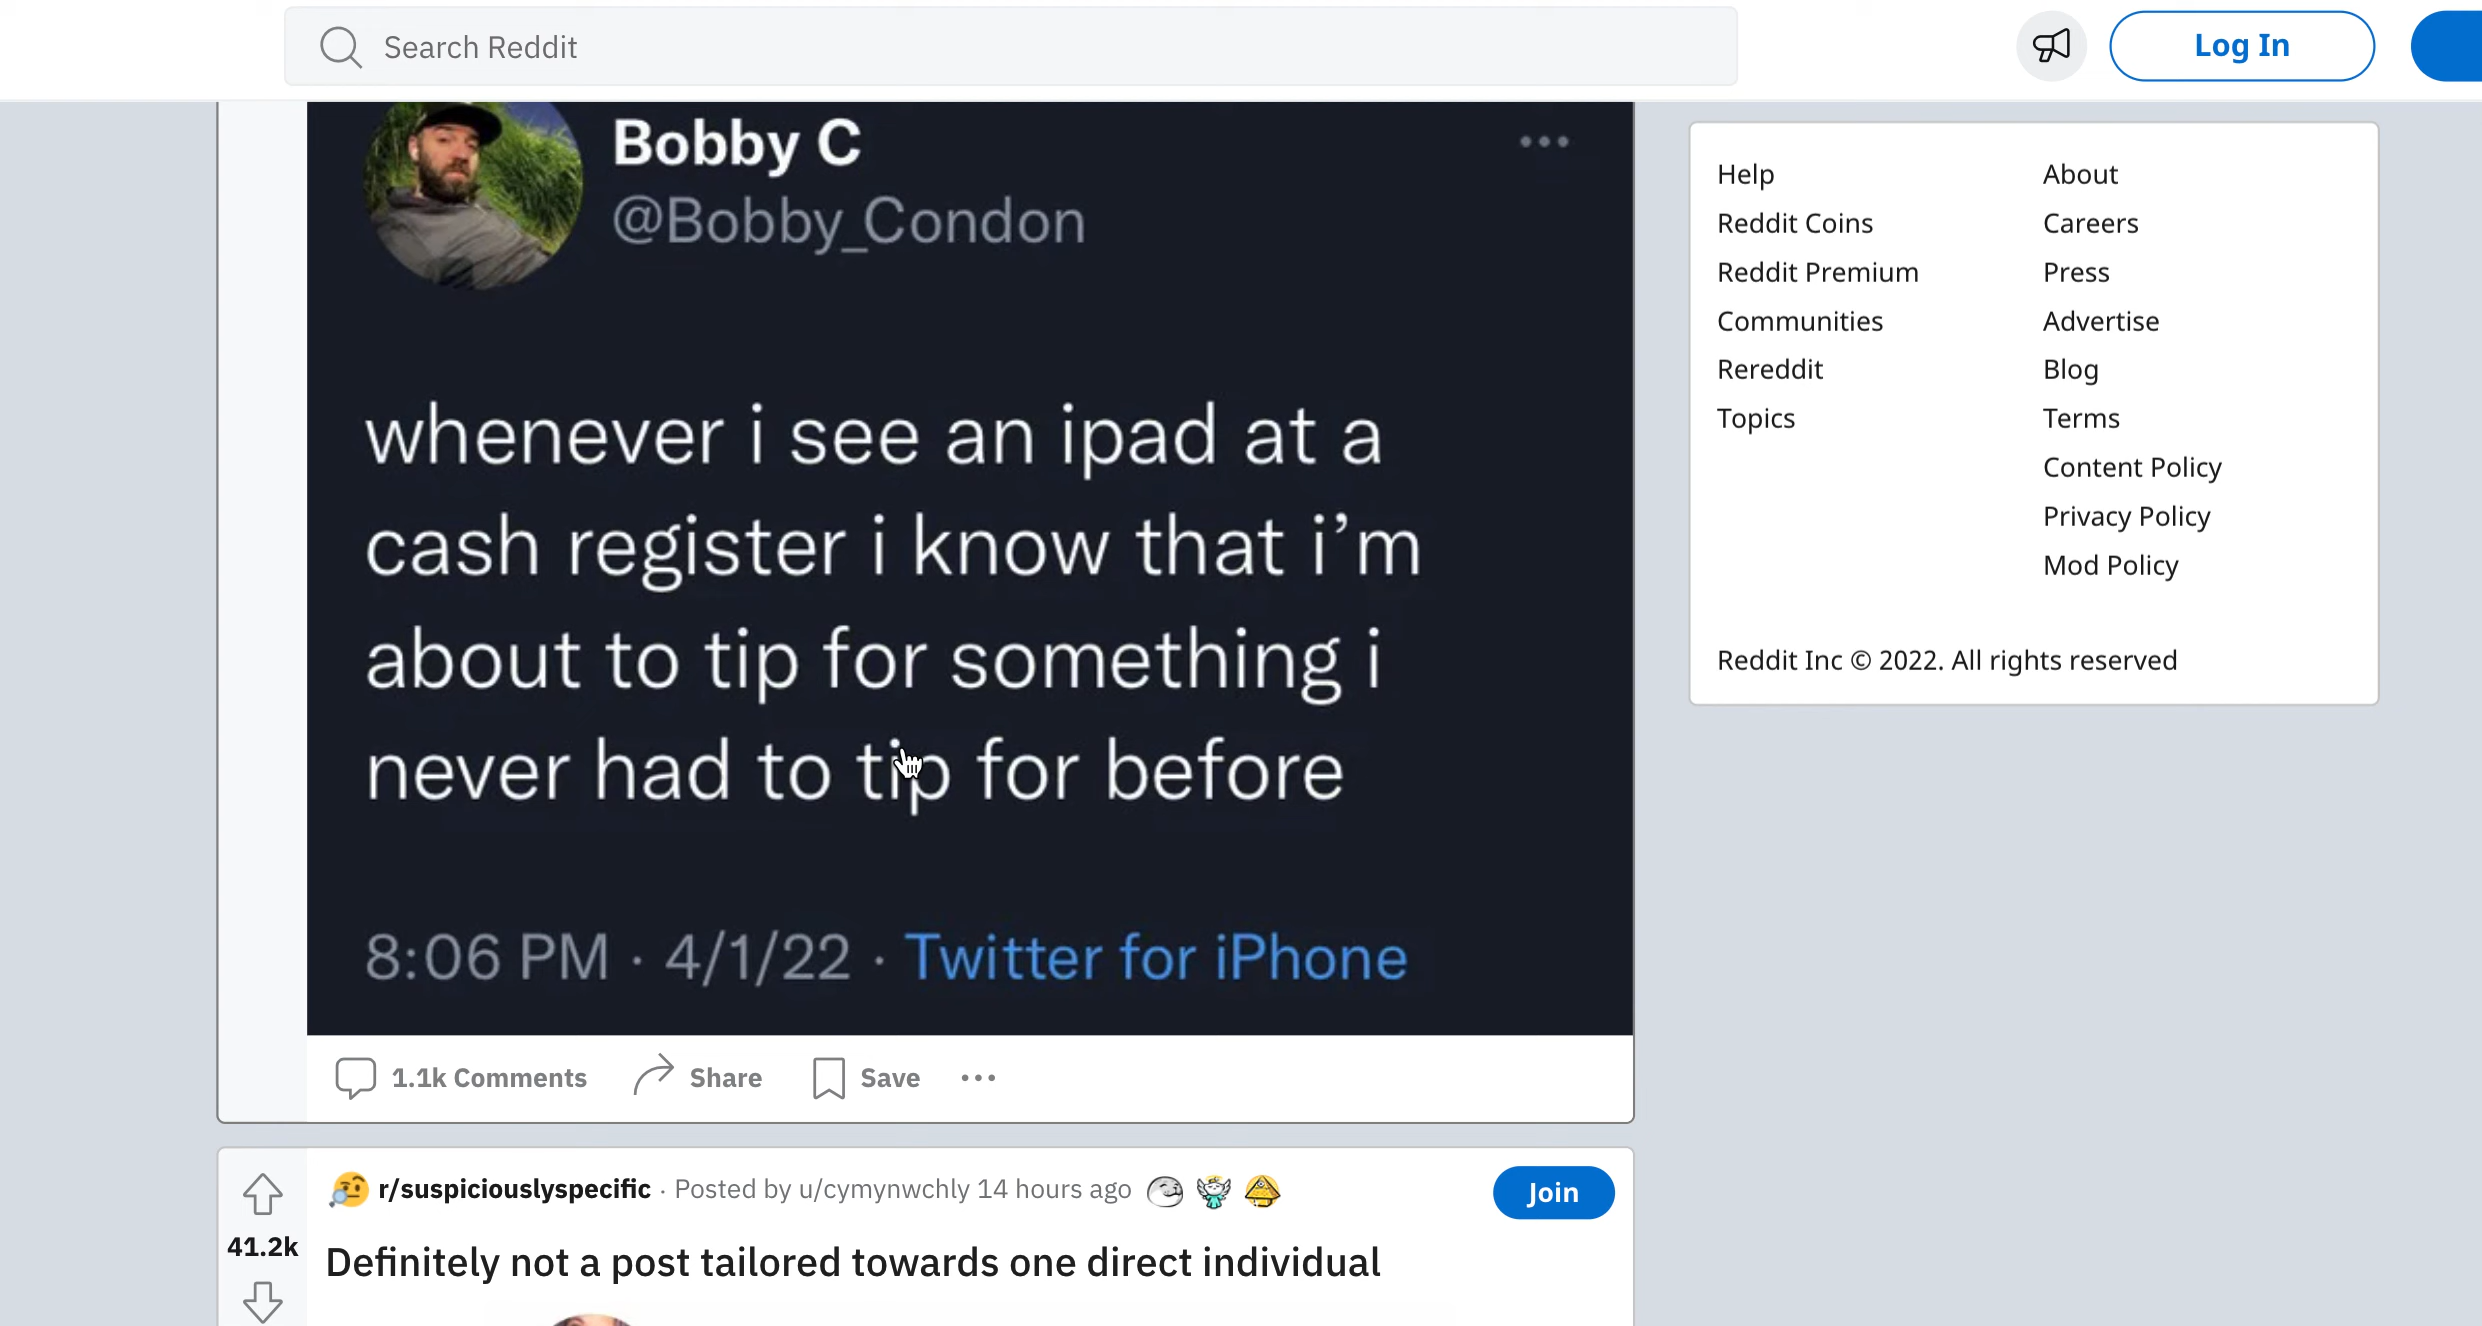 Search Reddit
Log In
Bobby C
@Bobby_Condon
whenever i see an ipad at a
cash register i know that i’m
about to tip for something i
never had to tip for before
8:06 PM · 4/1/22 · Twitter for iPhone
1.1k Comments Share Save
r/suspiciouslyspecific · Posted by u/cymynwchly 14 hours ago
Join
41.2k
Definitely not a post tailored towards one direct individual
Help
Reddit Coins
Reddit Premium
Communities
Rereddit
Topics
About
Careers
Press
Advertise
Blog
Terms
Content Policy
Privacy Policy
Mod Policy
Reddit Inc © 2022. All rights reserved